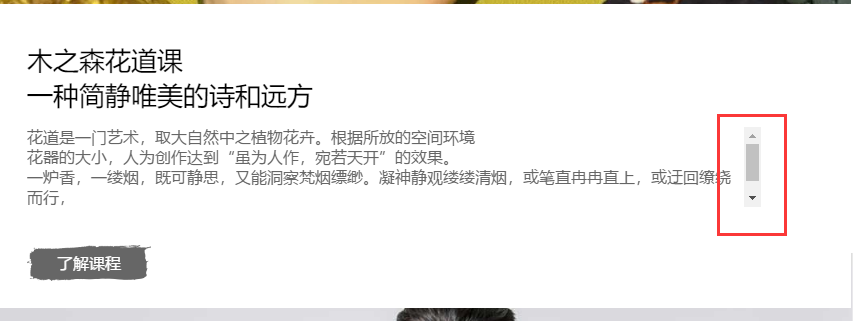 木之森花道课
一种简静唯美的诗和远方
花道是一门艺术，取大自然中之植物花卉。根据所放的空间环境
花器的大小，人为创作达到“虽为人作，宛若天开”的效果。
一炉香，一缕烟，既可静思，又能洞察梵烟缥缈。凝神静观缕缕清烟，或笔直冉冉直上，或迂回缭绕
而行，
了解课程